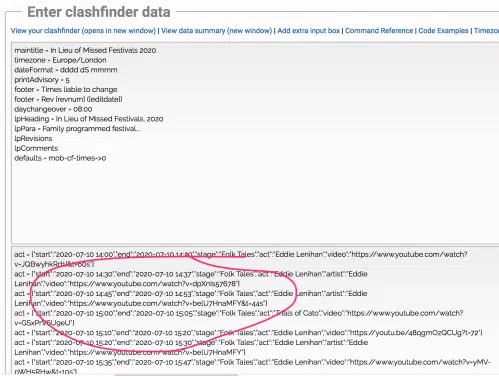 Enter clashfinder data
View your clashfinder (opens in new window) | View data summary (new window) | Add extra input box | Command Reference | Code Examples | Timezo
maintitle = In Lieu of Missed Festivals 2020
timezone = Europe/London
dateFormat = dddd dS mmmm
printAdvisory = 5
footer = Times liable to change
footer = Rev [revnum] ([editdate])
daychangeover = 08:00
lpHeading = In Lieu of Missed Festivals, 2020
lpPara = Family programmed festival...
lpRevisions
lpComments
defaults = mob-cf-times->0
act = {"start":"2020-07-10 14:00","end":"2020-07-10 14:20","stage":"Folk Tales","act":"Eddie Lenihan","video":"https://www.youtube.com/watch?
act = {"start":"2020-07-10 14:30","end":"2020-07-10 14:37","stage":"Folk Tales","act":"Eddie Lenihan","artist":"Eddie
Lenihan","video":"https://www.youtube.com/watch?v=dpXnIs57678"}
act = {"start":"2020-07-10 14:45","end":"2020-07-10 14:53","stage":"Folk Tales","act":"Eddie Lenihan","artist":"Eddie
Lenihan","video":"https://www.youtube.com/watch?v=belU7HnaMFY&t=44s"}
act = {"start":"2020-07-10 15:00","end":"2020-07-10 15:05","stage":"Folk Tales","act":"Trials of Cato","video":"https://www.youtube.com/watch?
act = {"start":"2020-07-10 15:10","end":"2020-07-10 15:20","stage":"Folk Tales","act":"Eddie Lenihan","video":"https://youtu.be/48qgmOzQCUg?t=72"}
act = {"start":"2020-07-10 15:20","end":"2020-07-10 15:30","stage":"Folk Tales","act":"Eddie Lenihan","artist":"Eddie
Lenihan","video":"https://www.youtube.com/watch?v=belU7HnaMFY"}
act = {"start":"2020-07-10 15:35","end":"2020-07-10 15:47","stage":"Folk Tales","act":"Eddie Lenihan","video":"https://www.youtube.com/watch?v=yMV-